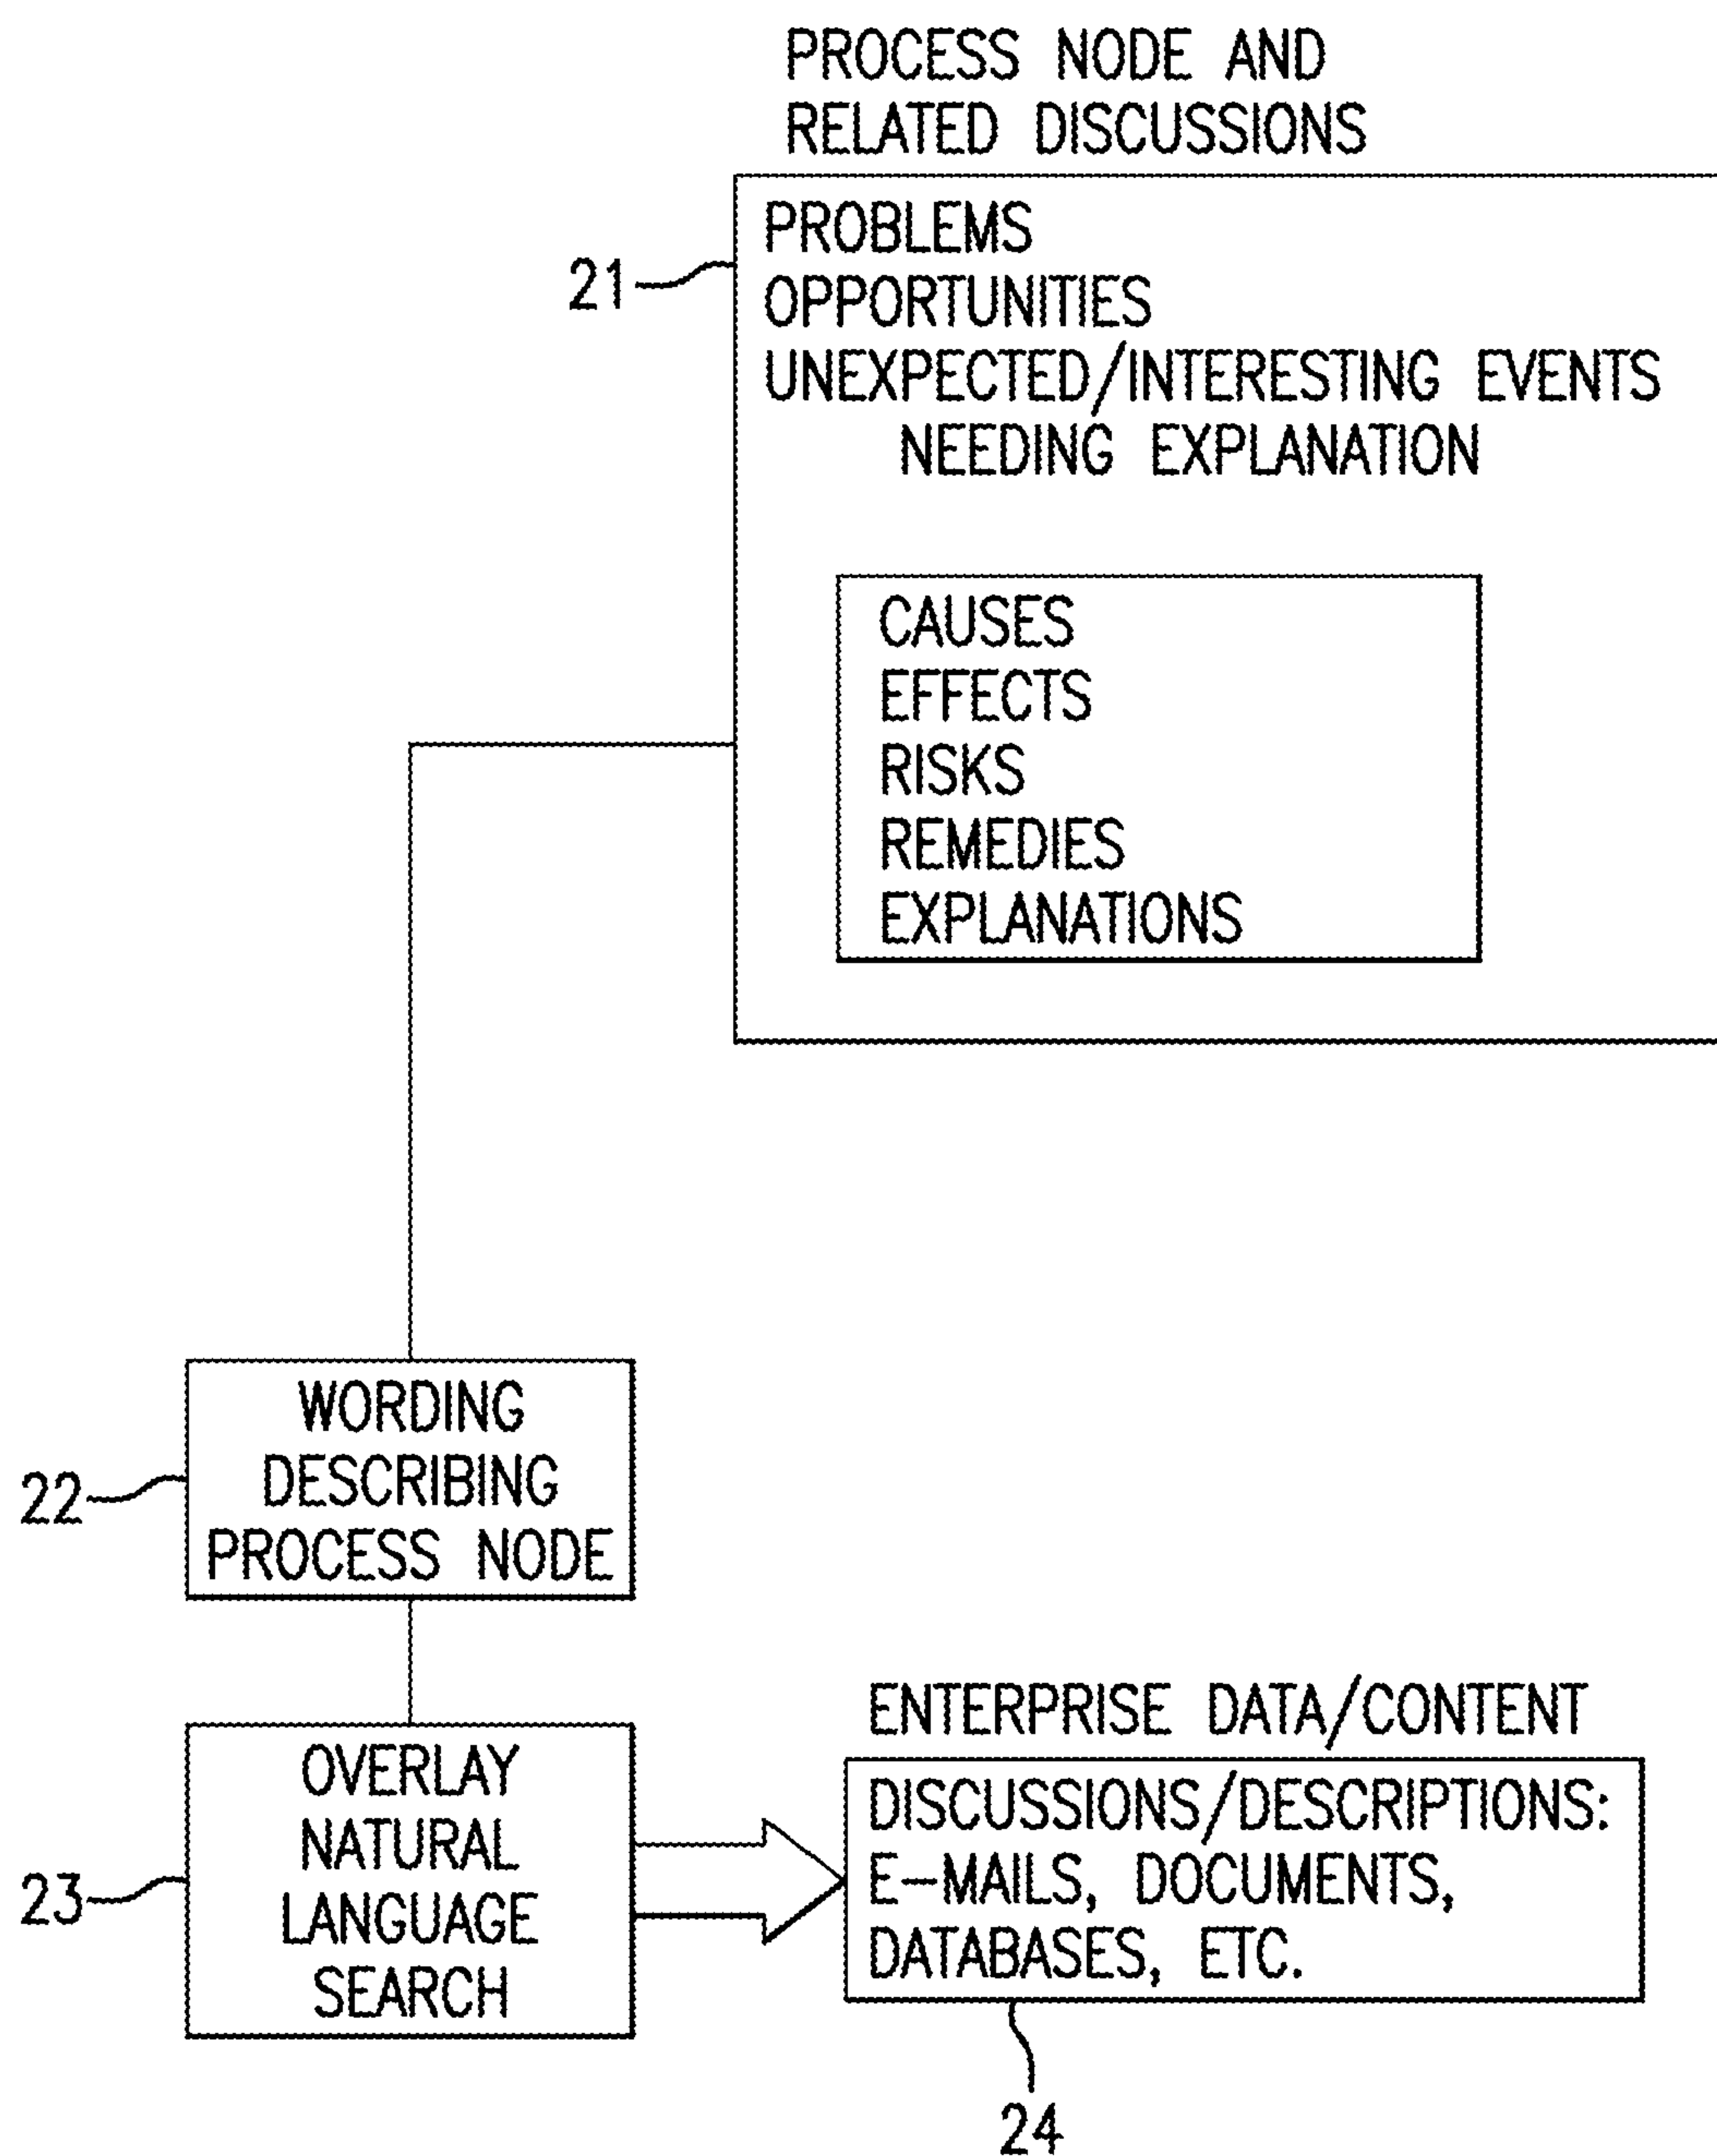 PROCESS NODE AND
RELATED DISCUSSIONS
PROBLEMS
21
OPPORTUNITIES
UNEXPECTED/INTERESTING EVENTS
NEEDING EXPLANATION
CAUSES
EFFECTS
RISKS
REMEDIES
EXPLANATIONS
WORDING
DESCRIBING
PROCESS NODE
22
OVERLAY
NATURAL
LANGUAGE
SEARCH
23
ENTERPRISE DATA/CONTENT
DISCUSSIONS/DESCRIPTIONS:
E-MAILS, DOCUMENTS,
DATABASES, ETC.
24